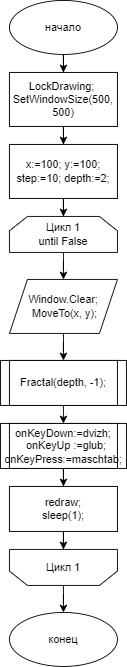 начало
LockDrawing;
SetWindowSize(500,
500)
x:=100; y:=100;
step:=10; depth:=2;
Цикл 1
until False
Window.Clear;
MoveTo(x, y);
Fractal(depth, -1);
onKeyDown:=dvizh;
onKeyUp :=glub;
onKeyPress:=maschtab;
redraw;
sleep(1);
Цикл 1
конец